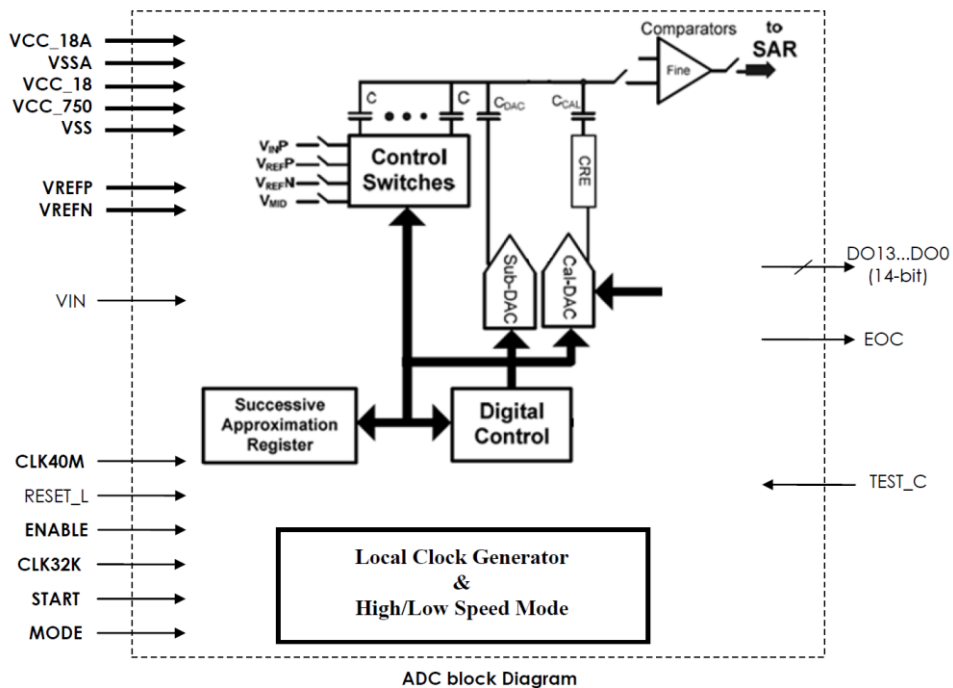 VCC_18A
VSSA
VCC_18
VCC_750
VSS
VREFP
VREFN
VIN
CLK40M
RESET_L
ENABLE
CLK32K
START
MODE
Comparators
to
SAR
Fine
C
C
CDAC
CCAL
VINP
VREFP
VREFN
VMID
Control
Switches
CRE
Sub-DAC
Cal-DAC
Successive
Approximation
Register
Digital
Control
Local Clock Generator
&
High/Low Speed Mode
DO13...DO0
(14-bit)
EOC
TEST_C
ADC block Diagram